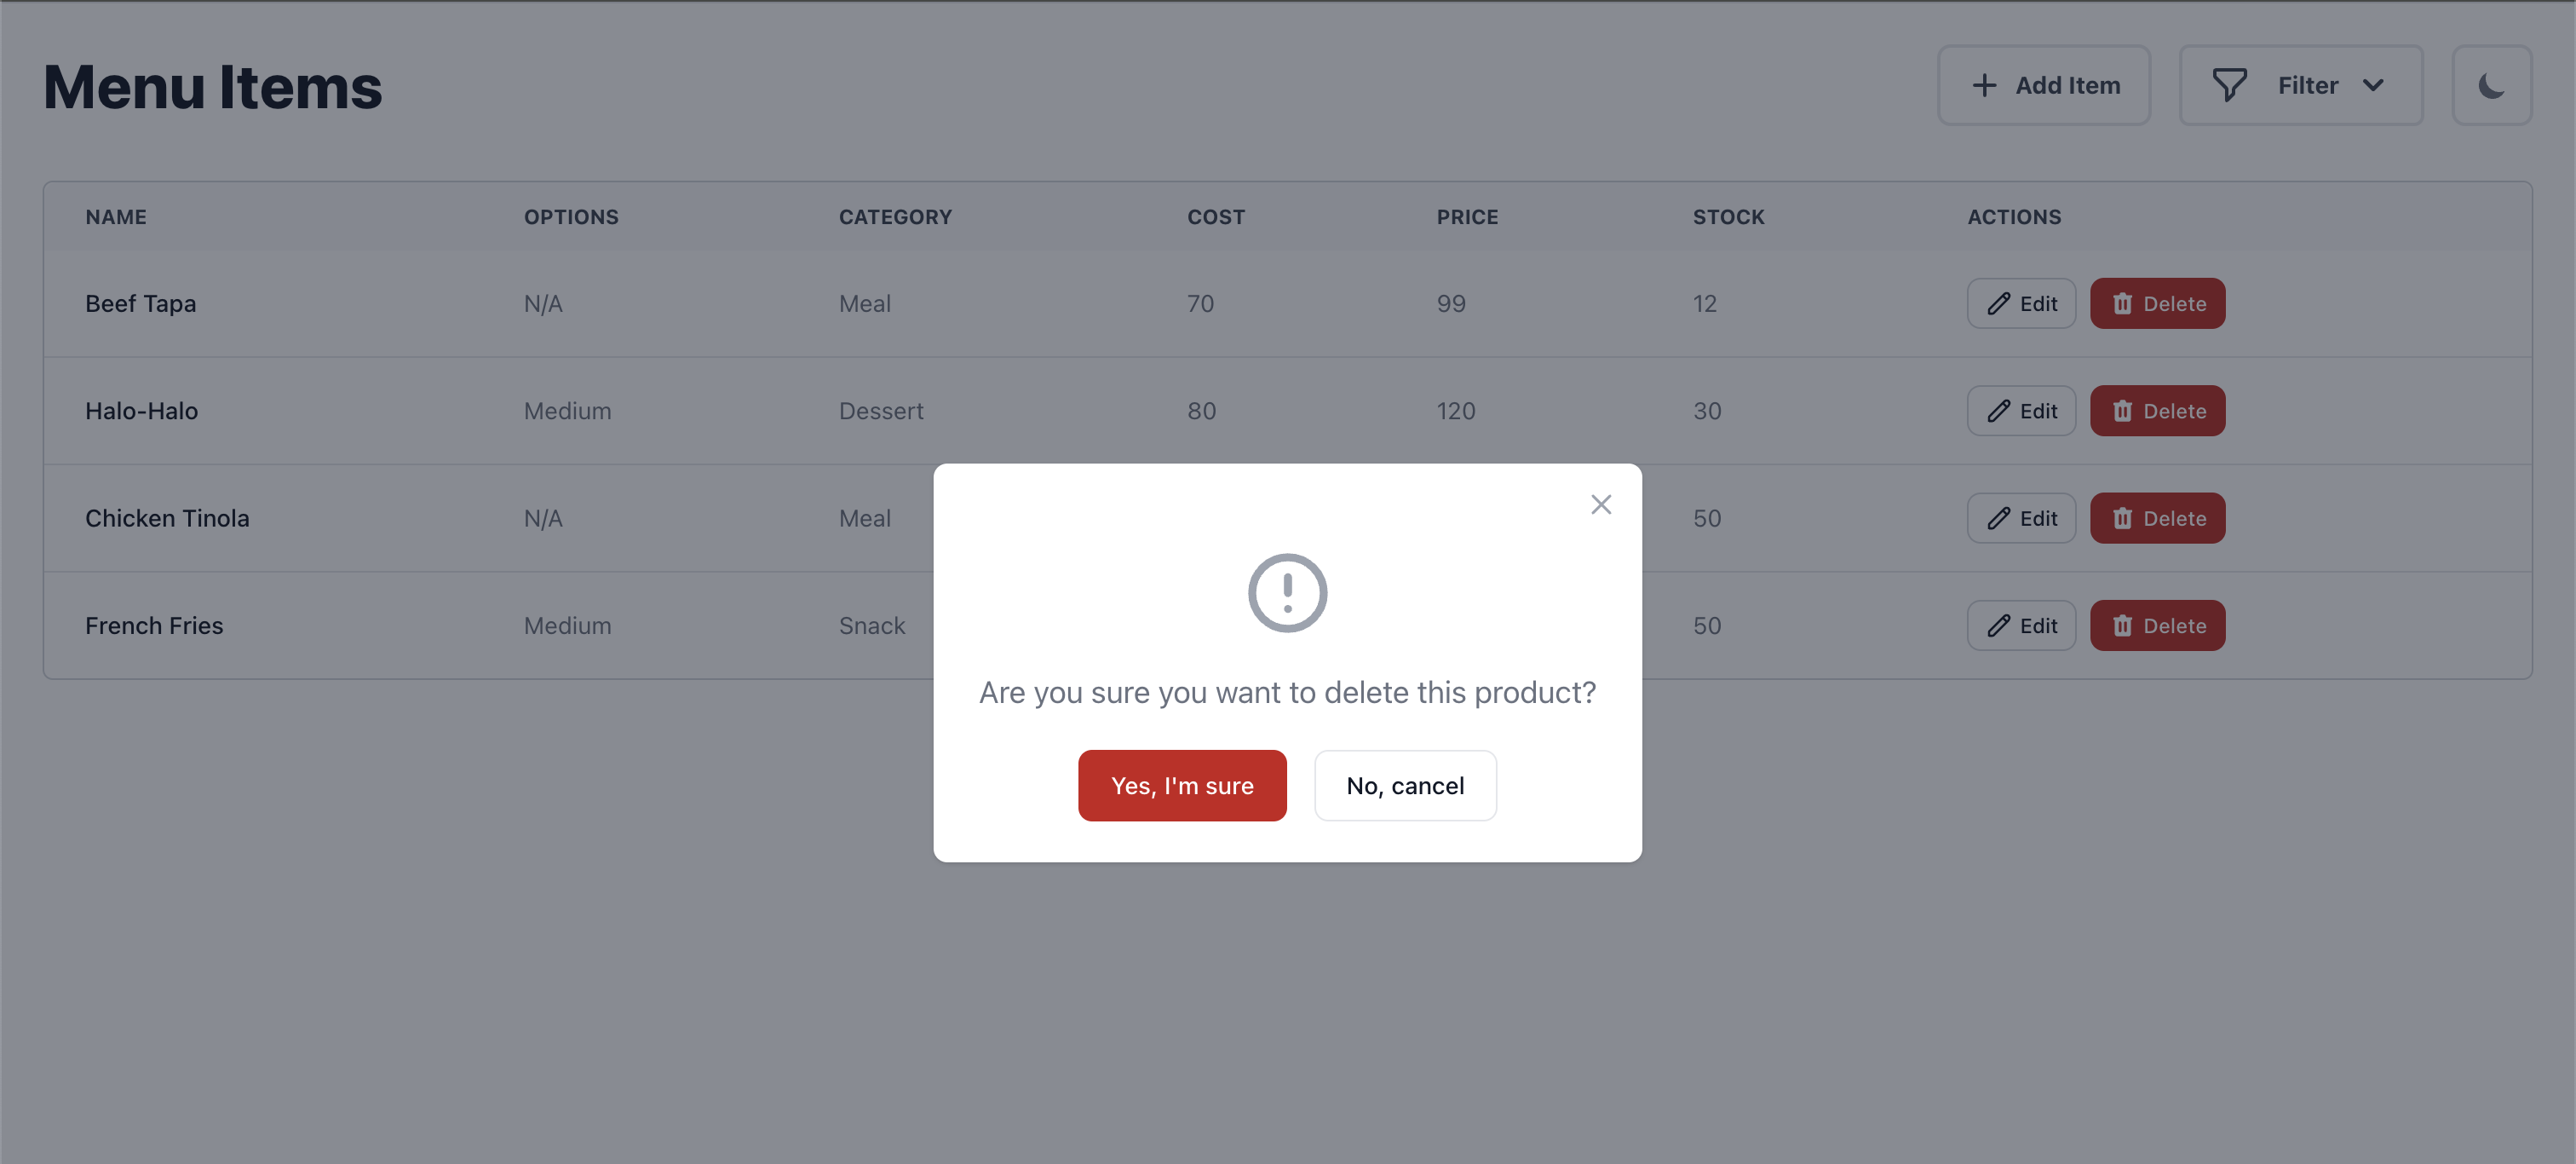 Menu Items
Add Item
Filter
NAME OPTIONS CATEGORY COST PRICE STOCK ACTIONS
Beef Tapa N/A Meal 70 99 12 Edit Delete
Halo-Halo Medium Dessert 80 120 30 Edit Delete
Chicken Tinola N/A Meal 50 Edit Delete
French Fries Medium Snack 50 Edit Delete
Are you sure you want to delete this product?
Yes, I'm sure
No, cancel